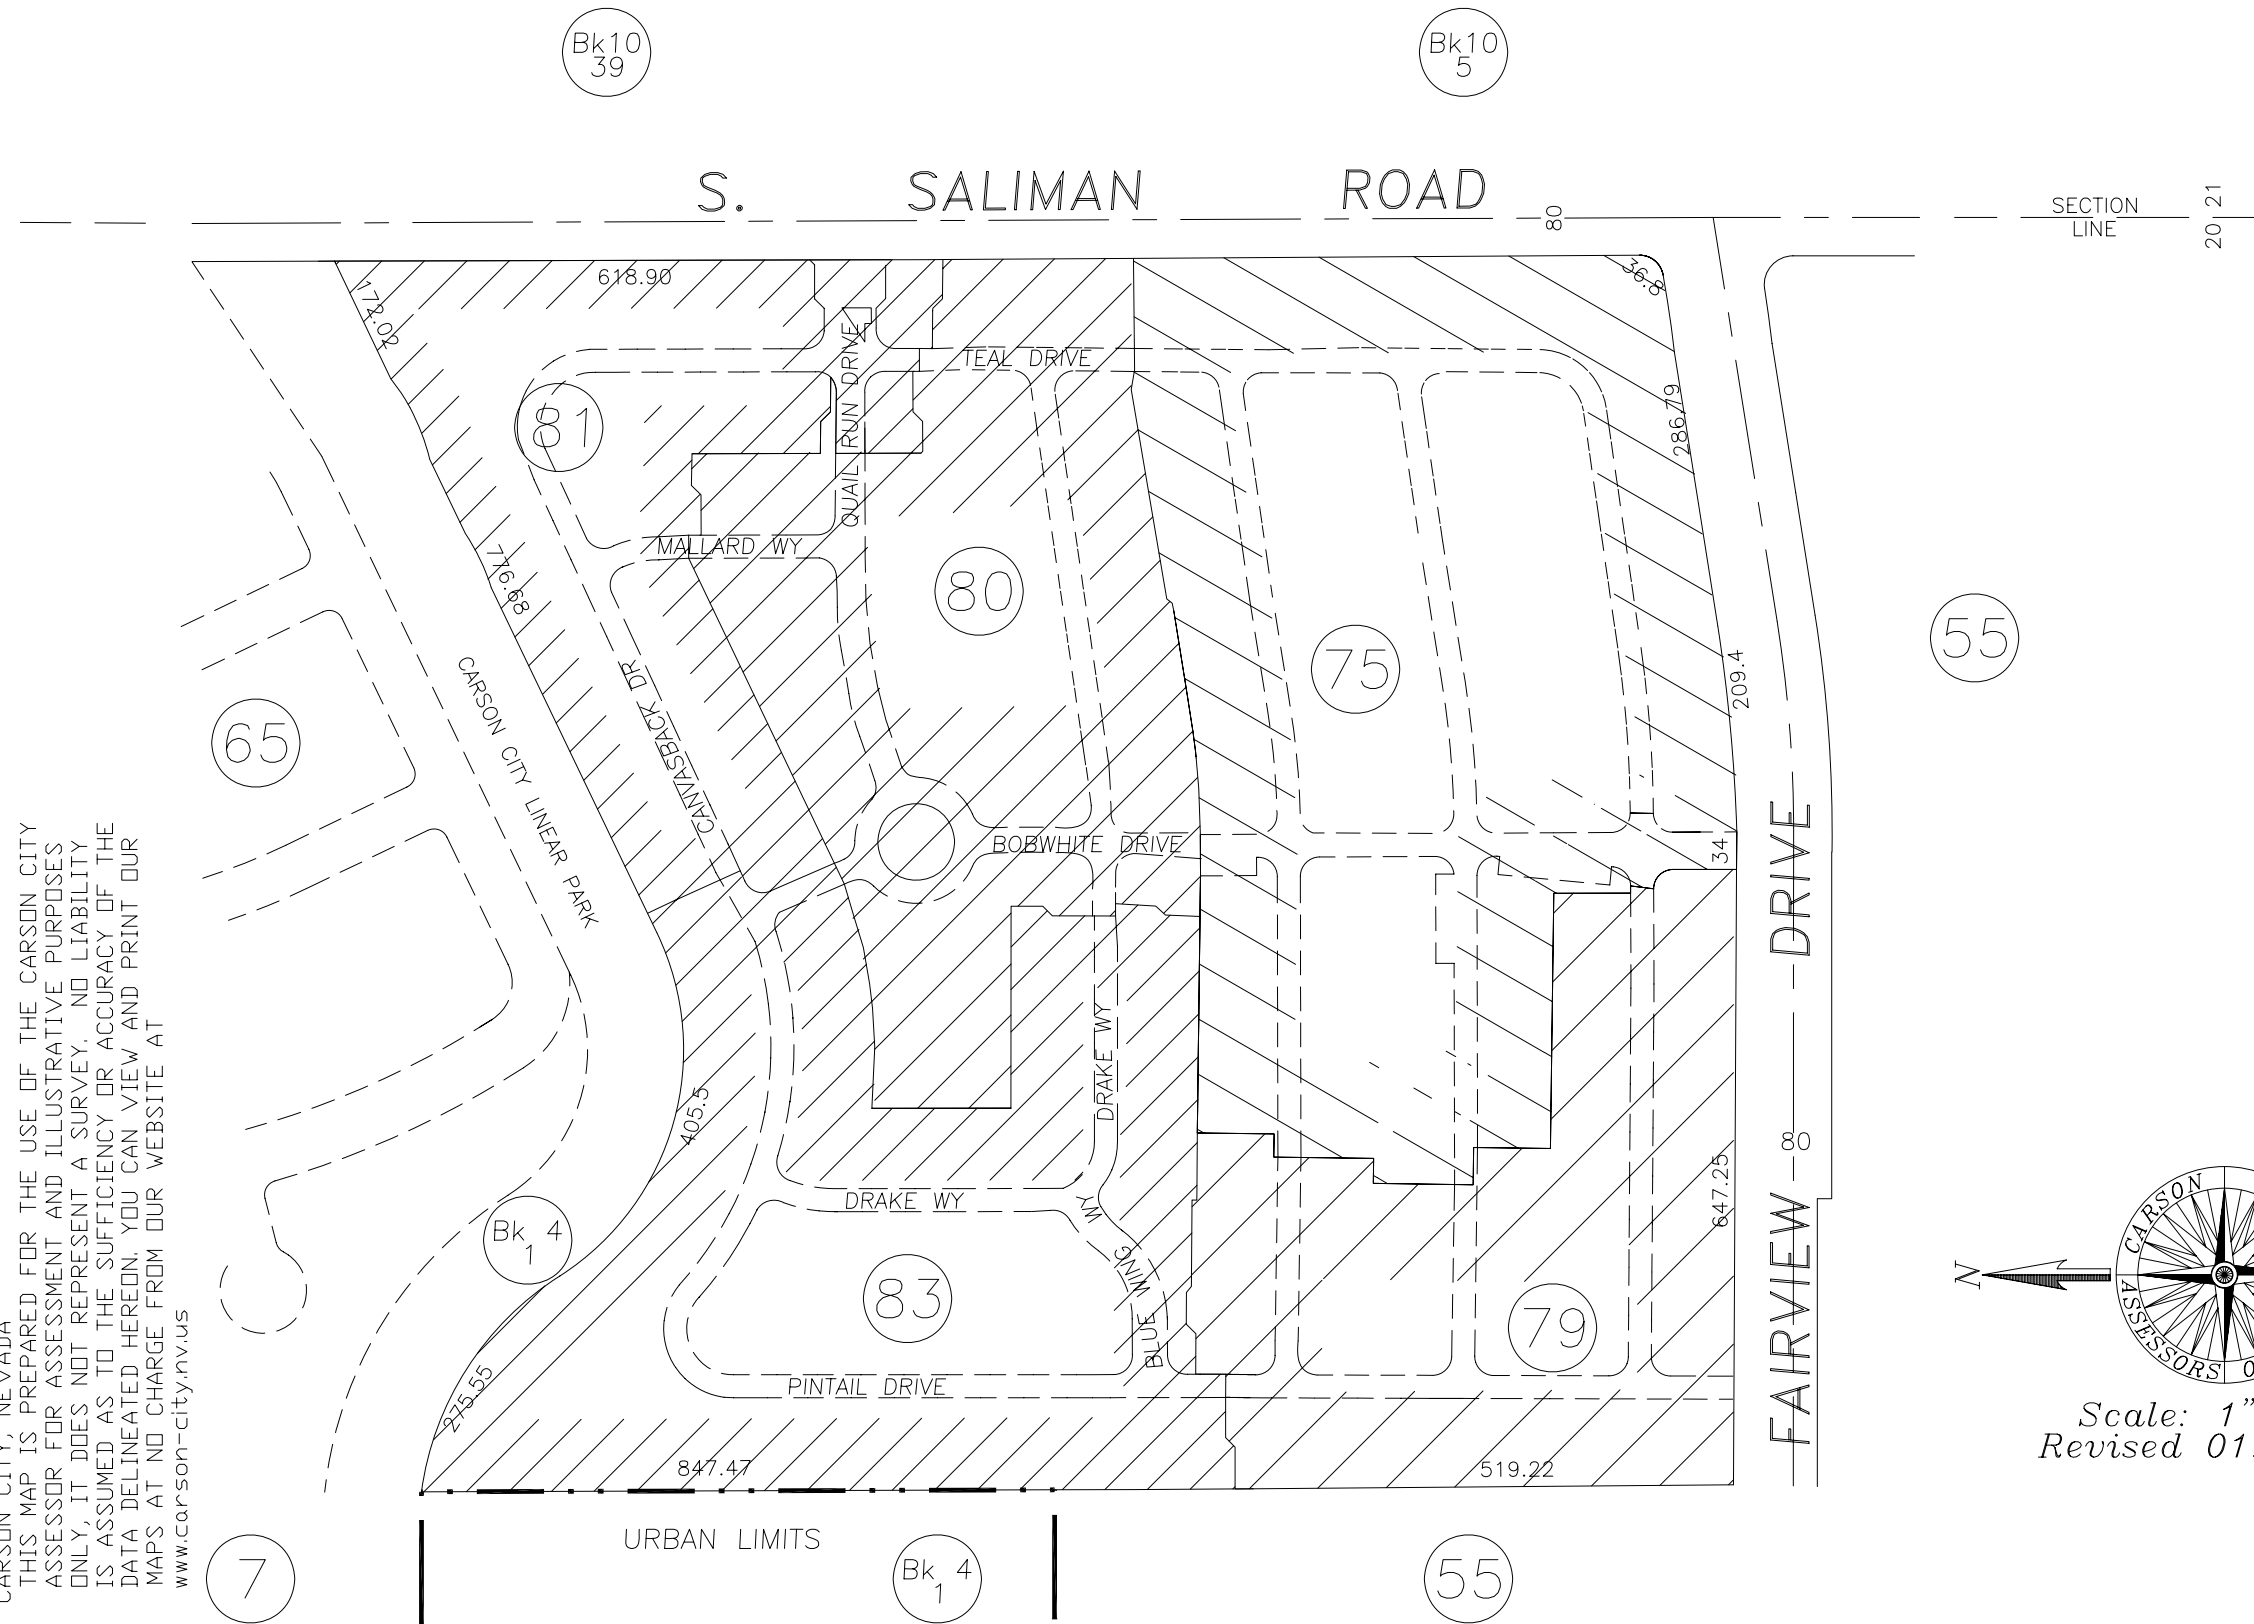 Bk10
39
Bk10
5
S. SALIMAN ROAD
80
SECTION
LINE
20 21
618.90
36.8
172.02
QUAIL RUN DRIVE
TEAL DRIVE
81
286.79
MALLARD WY
776.68
80
75
55
CANVASBACK DR
209.4
65
CARSON CITY LINEAR PARK
BOBWHITE DRIVE
34
DRAKE WY
405.5
80
FAIRVIEW DRIVE
647.25
DRAKE WY
BLUE WING WY
Bk 4
1
83
79
N
CARSON
ASSESSORS
PINTAIL DRIVE
275.55
Scale: 1"
Revised 01
847.47
519.22
URBAN LIMITS
7
Bk 4
1
55
CARSON CITY, NEVADA
THIS MAP IS PREPARED FOR THE USE OF THE CARSON CITY
ASSESSOR FOR ASSESSMENT AND ILLUSTRATIVE PURPOSES
ONLY, IT DOES NOT REPRESENT A SURVEY. NO LIABILITY
IS ASSUMED AS TO THE SUFFICIENCY OR ACCURACY OF THE
DATA DELINEATED HEREON. YOU CAN VIEW AND PRINT OUR
MAPS AT NO CHARGE FROM OUR WEBSITE AT
www.carson-city.nv.us